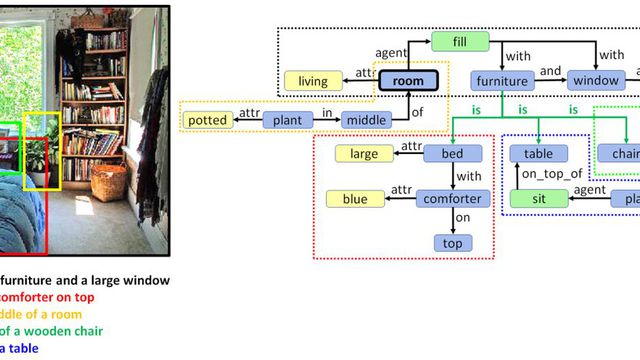 fill
agent
with
with
living
attr
room
furniture
and
window
is
is
is
potted
attr
plant
in
middle
of
large
attr
bed
table
with
on_top_of
blue
attr
comforter
sit
agent
on
top
furniture and a large window
comforter on top
of a room
of a wooden chair
a table